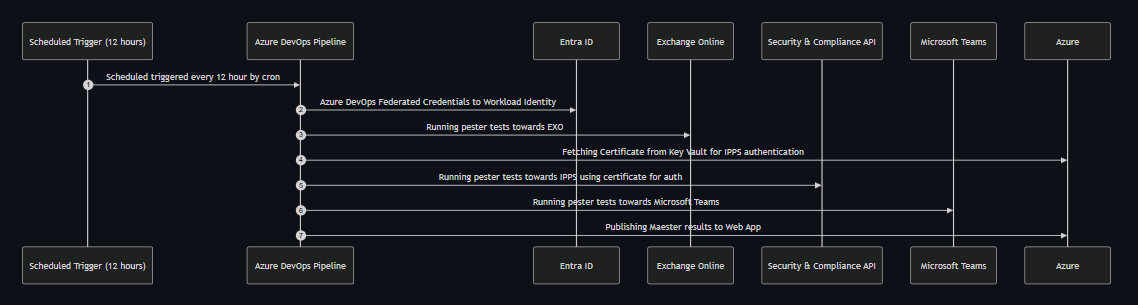 Scheduled Trigger (12 hours)
Azure DevOps Pipeline
Entra ID
Exchange Online
Security & Compliance API
Microsoft Teams
Azure
Scheduled triggered every 12 hour by cron
1
Azure DevOps Federated Credentials to Workload Identity
2
Running pester tests towards EXO
3
Fetching Certificate from Key Vault for IPPS authentication
4
Running pester tests towards IPPS using certificate for auth
5
Running pester tests towards Microsoft Teams
6
Publishing Maester results to Web App
7
Scheduled Trigger (12 hours)
Azure DevOps Pipeline
Entra ID
Exchange Online
Security & Compliance API
Microsoft Teams
Azure